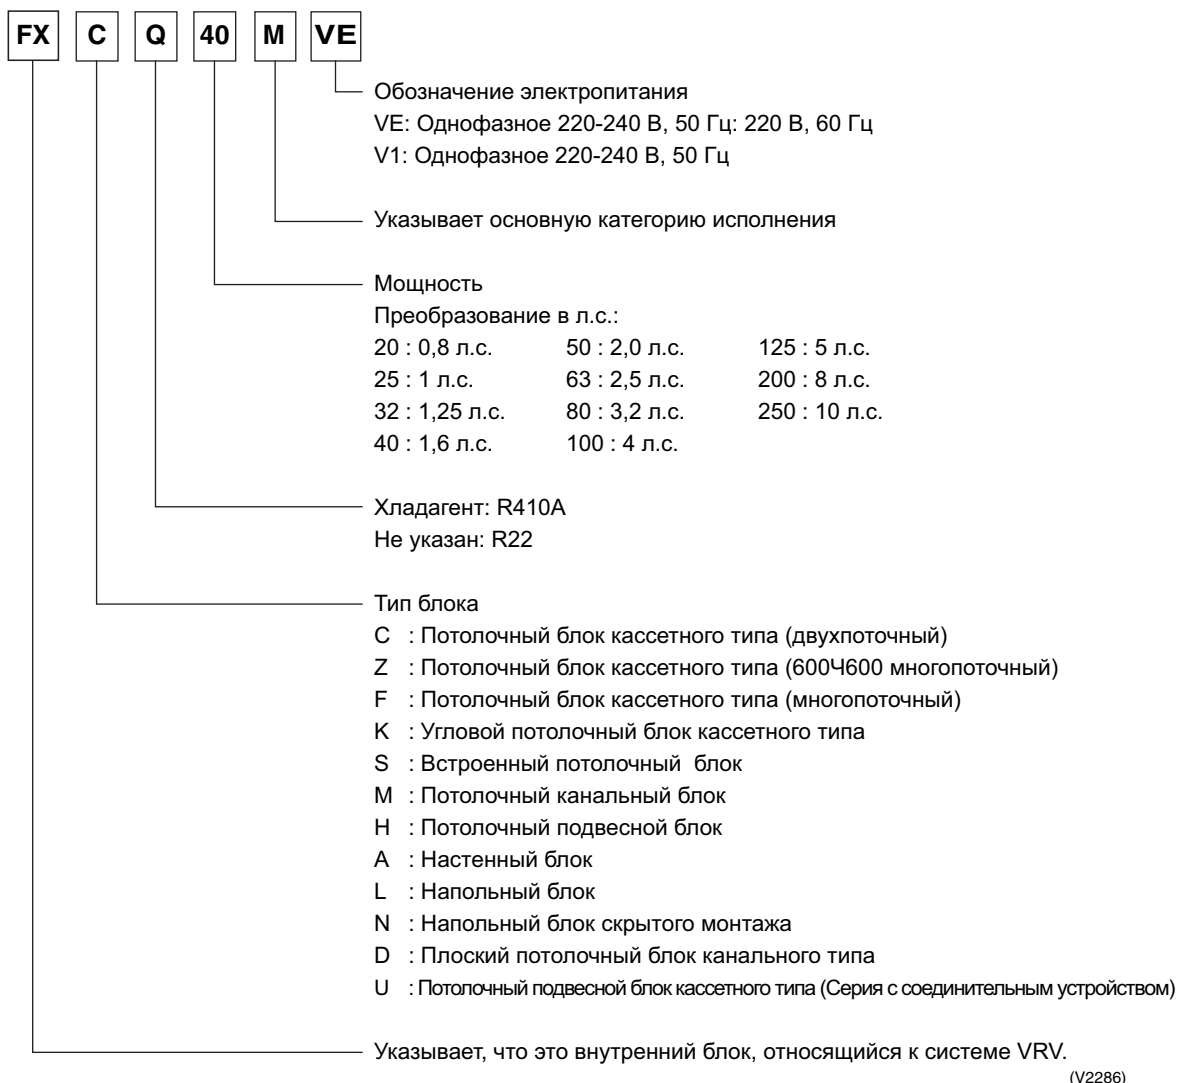 FX C Q 40 M VE
Обозначение электропитания
VE: Однофазное 220-240 В, 50 Гц: 220 В, 60 Гц
V1: Однофазное 220-240 В, 50 Гц
Указывает основную категорию исполнения
Мощность
Преобразование в л.с.:
20 : 0,8 л.с. 50 : 2,0 л.с. 125 : 5 л.с.
25 : 1 л.с. 63 : 2,5 л.с. 200 : 8 л.с.
32 : 1,25 л.с. 80 : 3,2 л.с. 250 : 10 л.с.
40 : 1,6 л.с. 100 : 4 л.с.
Хладагент: R410A
Не указан: R22
Тип блока
C : Потолочный блок кассетного типа (двухпоточный)
Z : Потолочный блок кассетного типа (600Ч600 многопоточный)
F : Потолочный блок кассетного типа (многопоточный)
K : Угловой потолочный блок кассетного типа
S : Встроенный потолочный блок
M : Потолочный канальный блок
H : Потолочный подвесной блок
A : Настенный блок
L : Напольный блок
N : Напольный блок скрытого монтажа
D : Плоский потолочный блок канального типа
U : Потолочный подвесной блок кассетного типа (Серия с соединительным устройством)
Указывает, что это внутренний блок, относящийся к системе VRV.
(V2286)